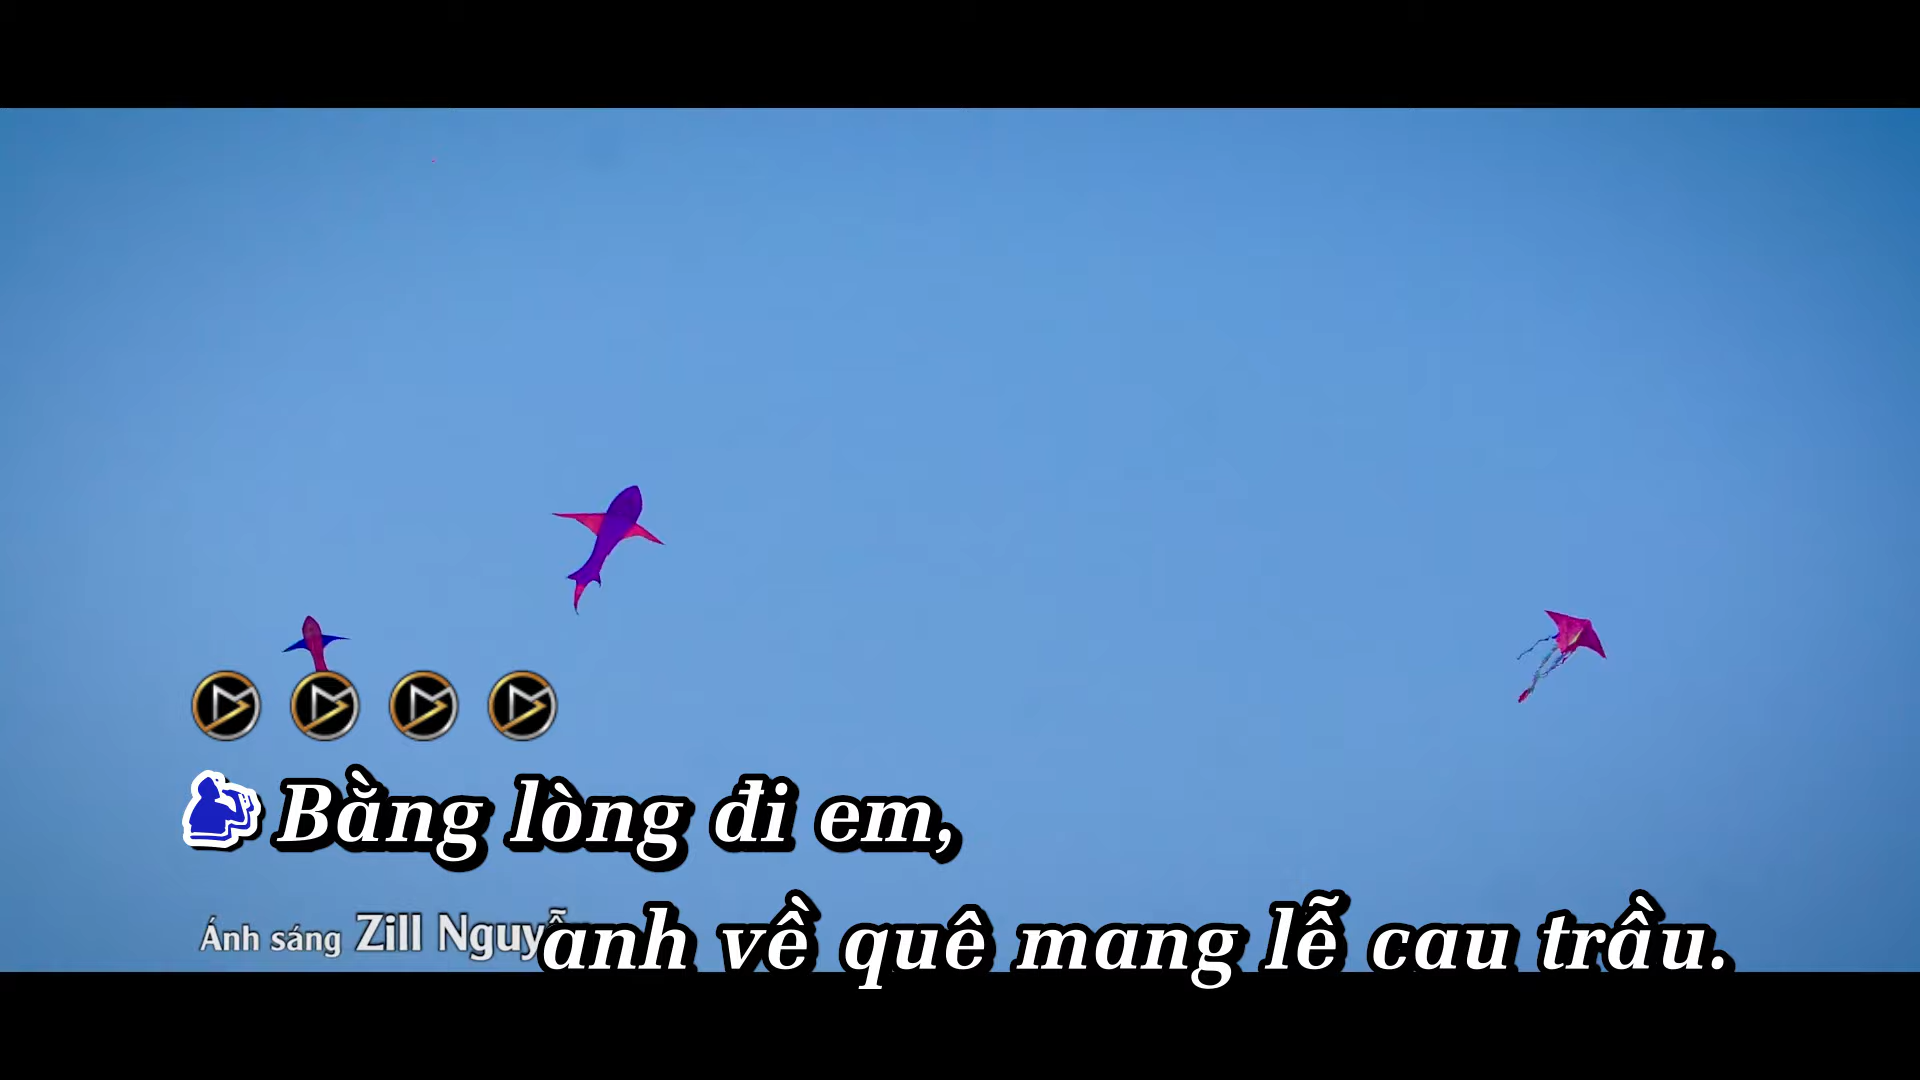 Bằng lòng đi em,
anh về quê mang lễ cau trầu.
Ánh sáng Zill